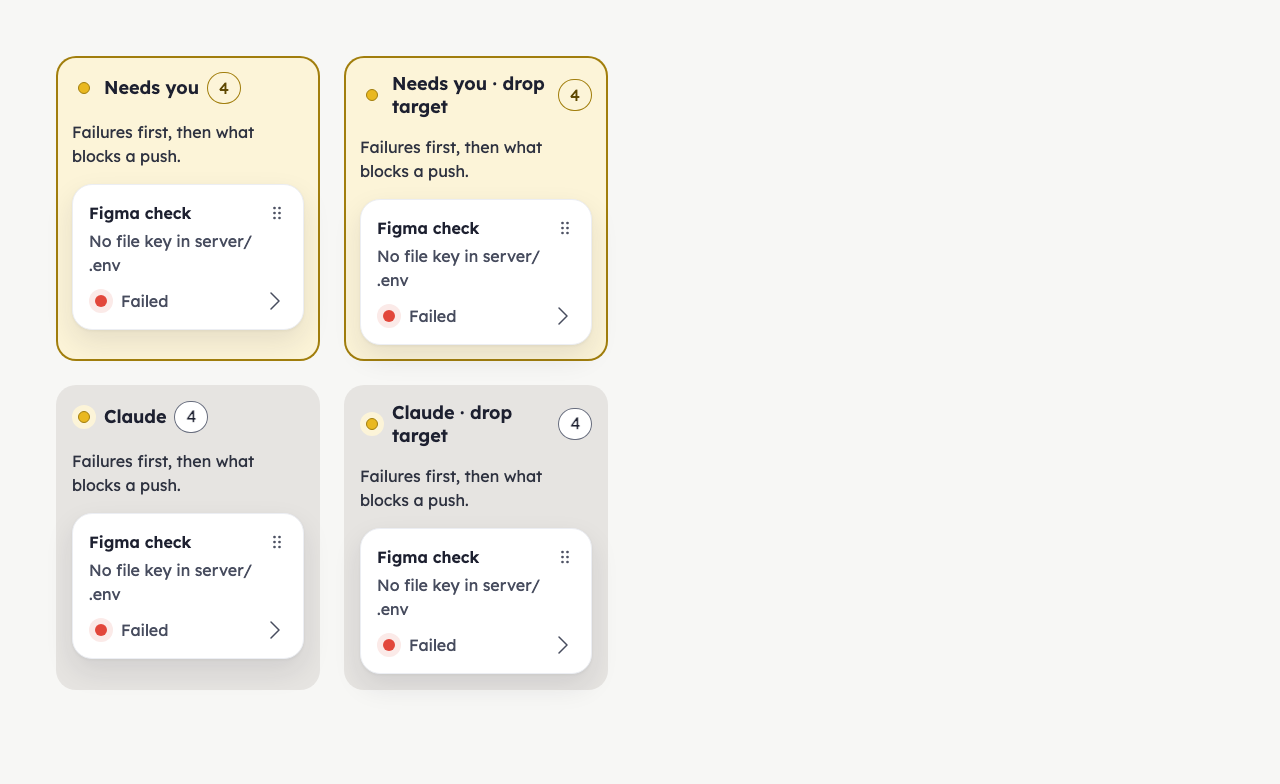 Needs you 4
Failures first, then what
blocks a push.
Figma check
No file key in server/
.env
Failed
Needs you · drop
target
4
Failures first, then what
blocks a push.
Figma check
No file key in server/
.env
Failed
Claude 4
Failures first, then what
blocks a push.
Figma check
No file key in server/
.env
Failed
Claude · drop
target
4
Failures first, then what
blocks a push.
Figma check
No file key in server/
.env
Failed